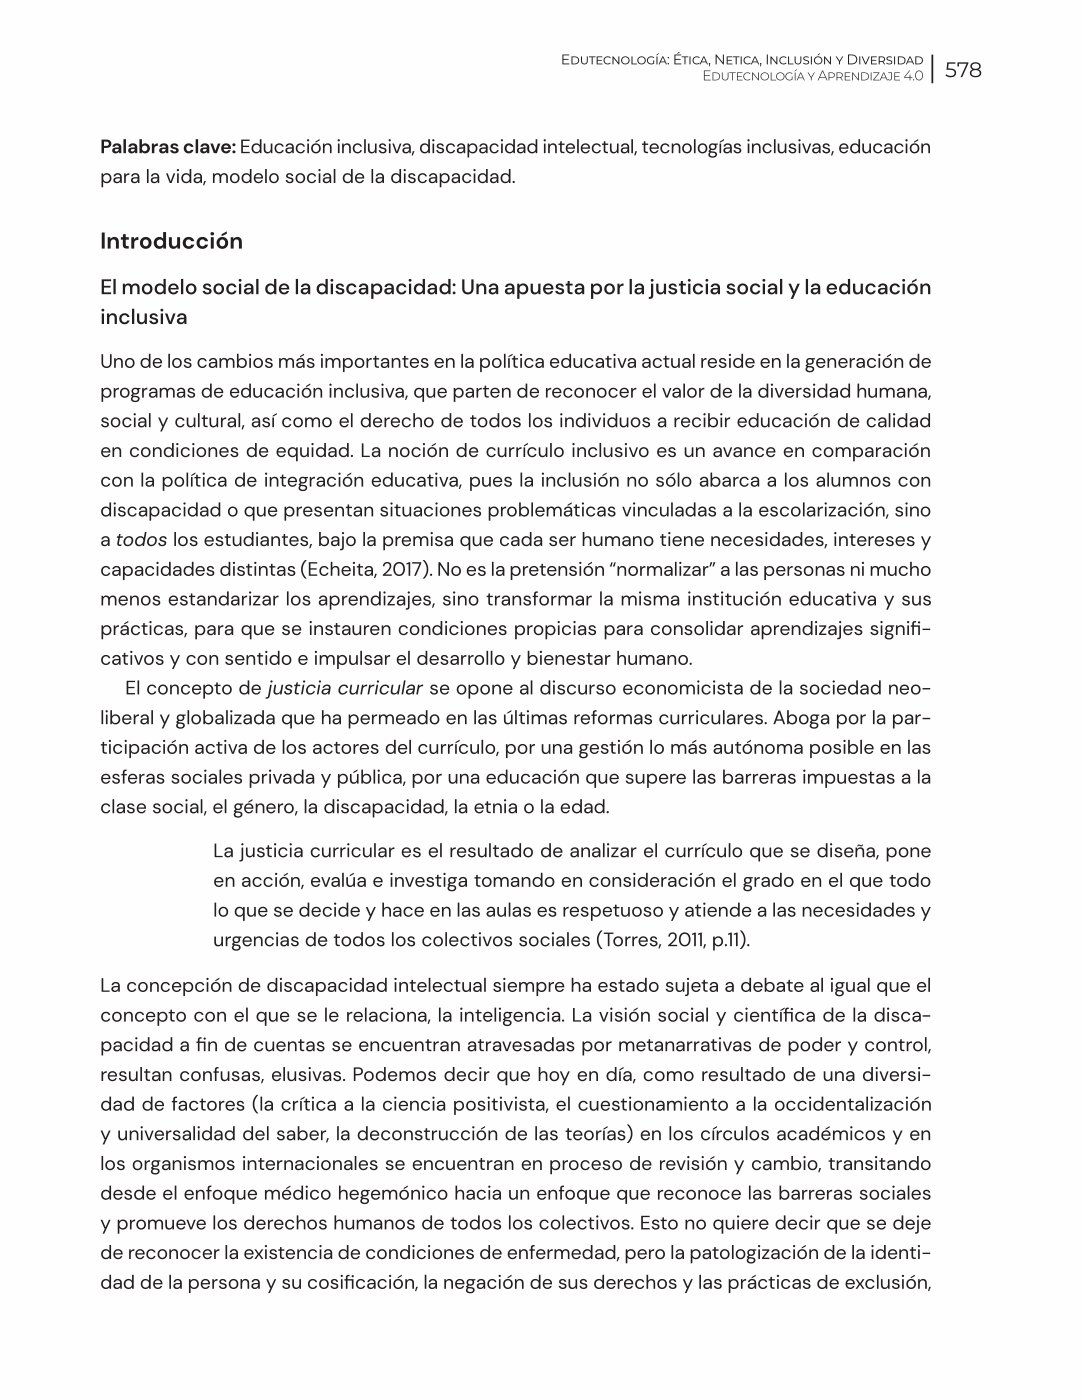 Edutecnología: Ética, Netica, Inclusión y Diversidad
Edutecnología y Aprendizaje 4.0
578
Palabras clave: Educación inclusiva, discapacidad intelectual, tecnologías inclusivas, educación
para la vida, modelo social de la discapacidad.
Introducción
El modelo social de la discapacidad: Una apuesta por la justicia social y la educación
inclusiva
Uno de los cambios más importantes en la política educativa actual reside en la generación de
programas de educación inclusiva, que parten de reconocer el valor de la diversidad humana,
social y cultural, así como el derecho de todos los individuos a recibir educación de calidad
en condiciones de equidad. La noción de currículo inclusivo es un avance en comparación
con la política de integración educativa, pues la inclusión no sólo abarca a los alumnos con
discapacidad o que presentan situaciones problemáticas vinculadas a la escolarización, sino
a todos los estudiantes, bajo la premisa que cada ser humano tiene necesidades, intereses y
capacidades distintas (Echeita, 2017). No es la pretensión “normalizar” a las personas ni mucho
menos estandarizar los aprendizajes, sino transformar la misma institución educativa y sus
prácticas, para que se instauren condiciones propicias para consolidar aprendizajes signifi-
cativos y con sentido e impulsar el desarrollo y bienestar humano.
El concepto de justicia curricular se opone al discurso economicista de la sociedad neo-
liberal y globalizada que ha permeado en las últimas reformas curriculares. Aboga por la par-
ticipación activa de los actores del currículo, por una gestión lo más autónoma posible en las
esferas sociales privada y pública, por una educación que supere las barreras impuestas a la
clase social, el género, la discapacidad, la etnia o la edad.
La justicia curricular es el resultado de analizar el currículo que se diseña, pone
en acción, evalúa e investiga tomando en consideración el grado en el que todo
lo que se decide y hace en las aulas es respetuoso y atiende a las necesidades y
urgencias de todos los colectivos sociales (Torres, 2011, p.11).
La concepción de discapacidad intelectual siempre ha estado sujeta a debate al igual que el
concepto con el que se le relaciona, la inteligencia. La visión social y científica de la disca-
pacidad a fin de cuentas se encuentran atravesadas por metanarrativas de poder y control,
resultan confusas, elusivas. Podemos decir que hoy en día, como resultado de una diversi-
dad de factores (la crítica a la ciencia positivista, el cuestionamiento a la occidentalización
y universalidad del saber, la deconstrucción de las teorías) en los círculos académicos y en
los organismos internacionales se encuentran en proceso de revisión y cambio, transitando
desde el enfoque médico hegemónico hacia un enfoque que reconoce las barreras sociales
y promueve los derechos humanos de todos los colectivos. Esto no quiere decir que se deje
de reconocer la existencia de condiciones de enfermedad, pero la patologización de la identi-
dad de la persona y su cosificación, la negación de sus derechos y las prácticas de exclusión,